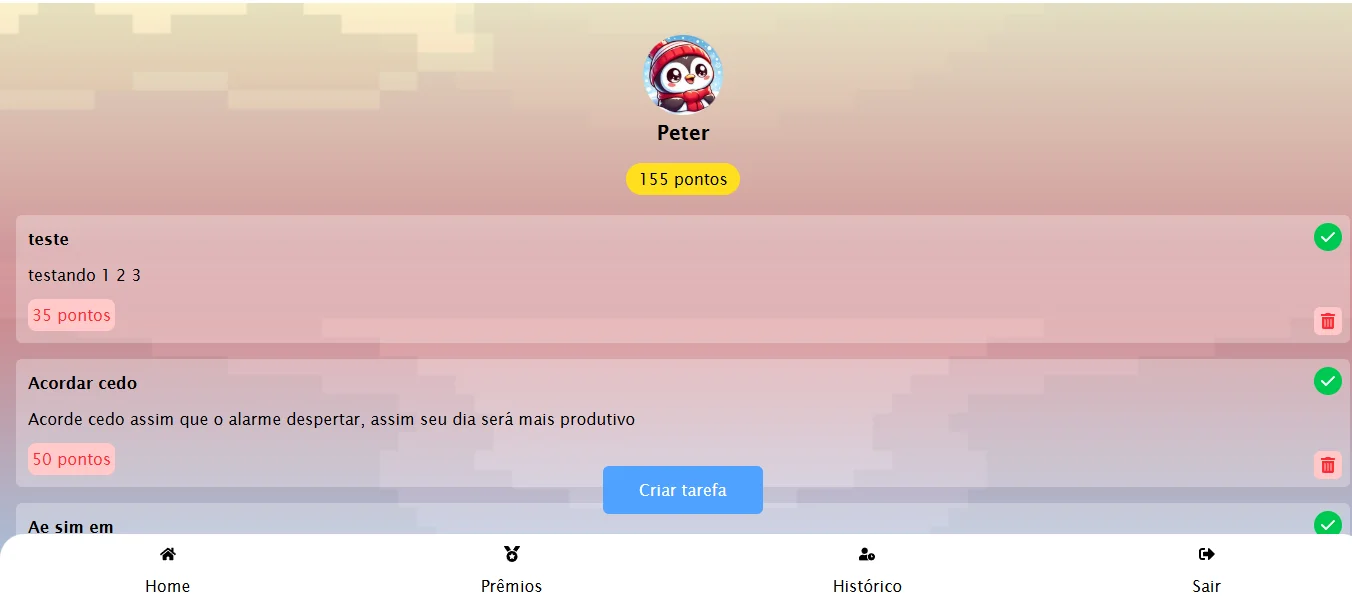 Peter
155 pontos
teste
testando 1 2 3
35 pontos
Acordar cedo
Acorde cedo assim que o alarme despertar, assim seu dia será mais produtivo
50 pontos
Criar tarefa
Ae sim em
Home
Prêmios
Histórico
Sair